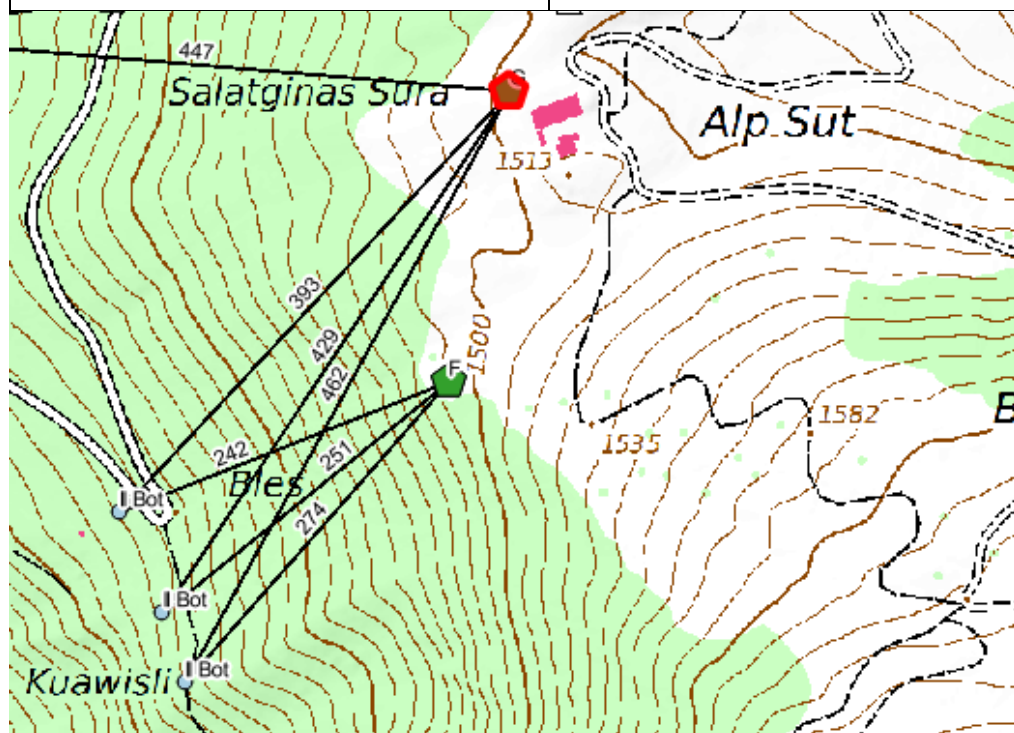 447
Salatginas Sura
Alp Sut
1513
393
1500
429
462
F
1582
B
1535
242
251
Bles
I Bot
274
I Bot
I Bot
Kuawisli